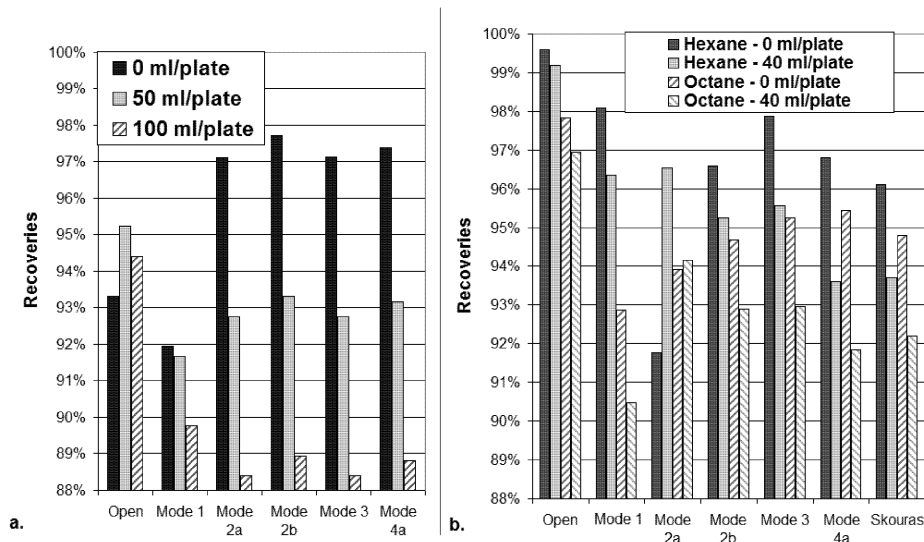 100%
99%
98%
97%
96%
95%
94%
93%
92%
91%
90%
89%
88%
Recoveries
0 ml/plate
50 ml/plate
100 ml/plate
Open
Mode 1
Mode
2a
Mode
2b
Mode 3
Mode
4a
a.
100%
99%
98%
97%
96%
95%
94%
93%
92%
91%
90%
89%
88%
Recoveries
Hexane - 0 ml/plate
Hexane - 40 ml/plate
Octane - 0 ml/plate
Octane - 40 ml/plate
Open
Mode 1
Mode
2a
Mode
2b
Mode 3
Mode
4a
Skouras
b.